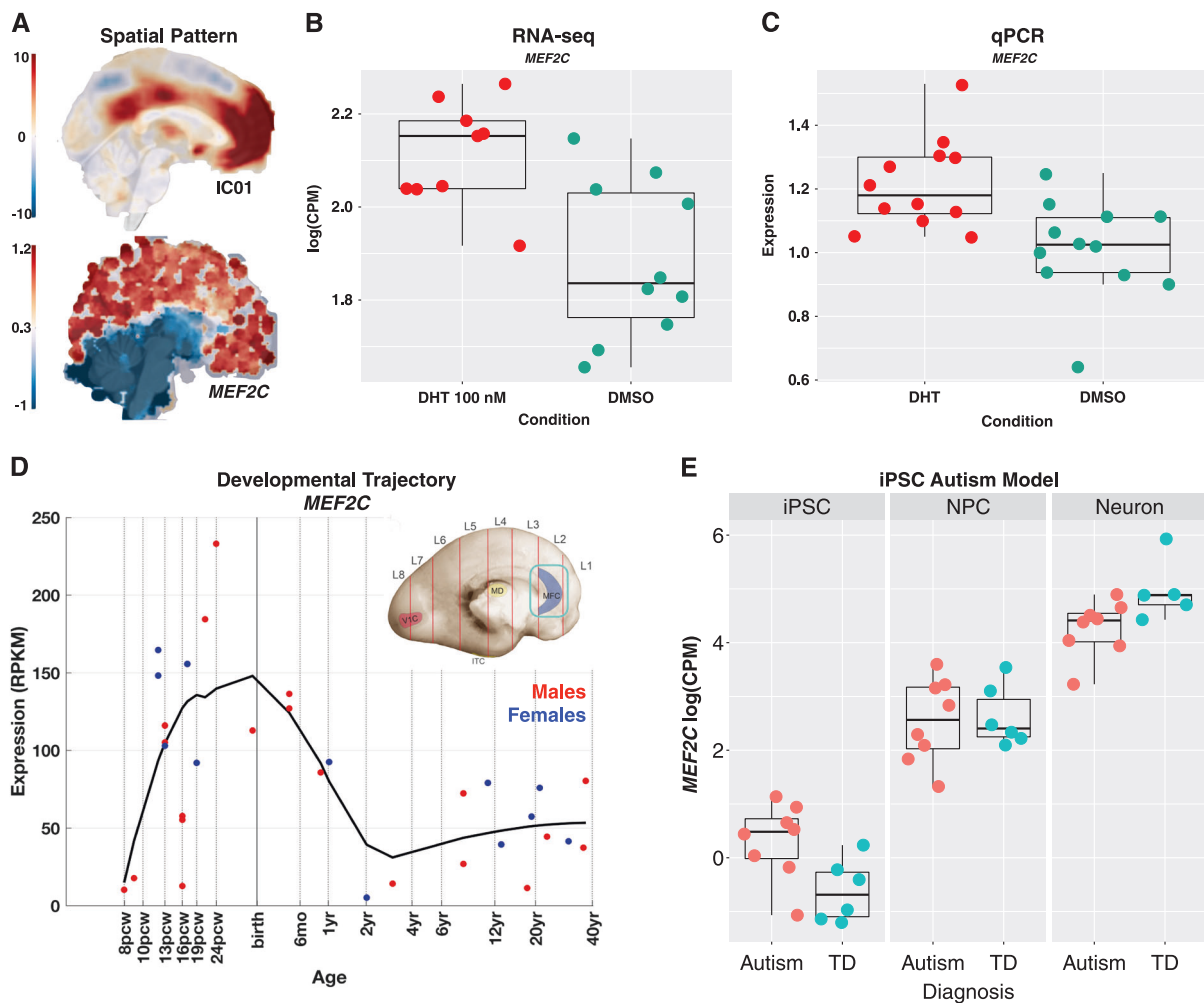 A
Spatial Pattern
10
0
-10
IC01
1.2
0.3
-1
MEF2C
B
RNA-seq
MEF2C
log(CPM)
2.2
2.0
1.8
DHT 100 nM
DMSO
Condition
C
qPCR
MEF2C
Expression
1.4
1.2
1.0
0.8
0.6
DHT
DMSO
Condition
D
Developmental Trajectory
MEF2C
Expression (RPKM)
250
200
150
100
50
0
L8
L7
L6
L5
L4
L3
L2
L1
V1C
MD
MFC
ITC
Males
Females
8pcw
10pcw
13pcw
16pcw
19pcw
24pcw
birth
6mo
1yr
2yr
4yr
6yr
12yr
20yr
40yr
Age
E
iPSC Autism Model
iPSC
NPC
Neuron
MEF2C log(CPM)
6
4
2
0
Autism
TD
Autism
TD
Autism
TD
Diagnosis